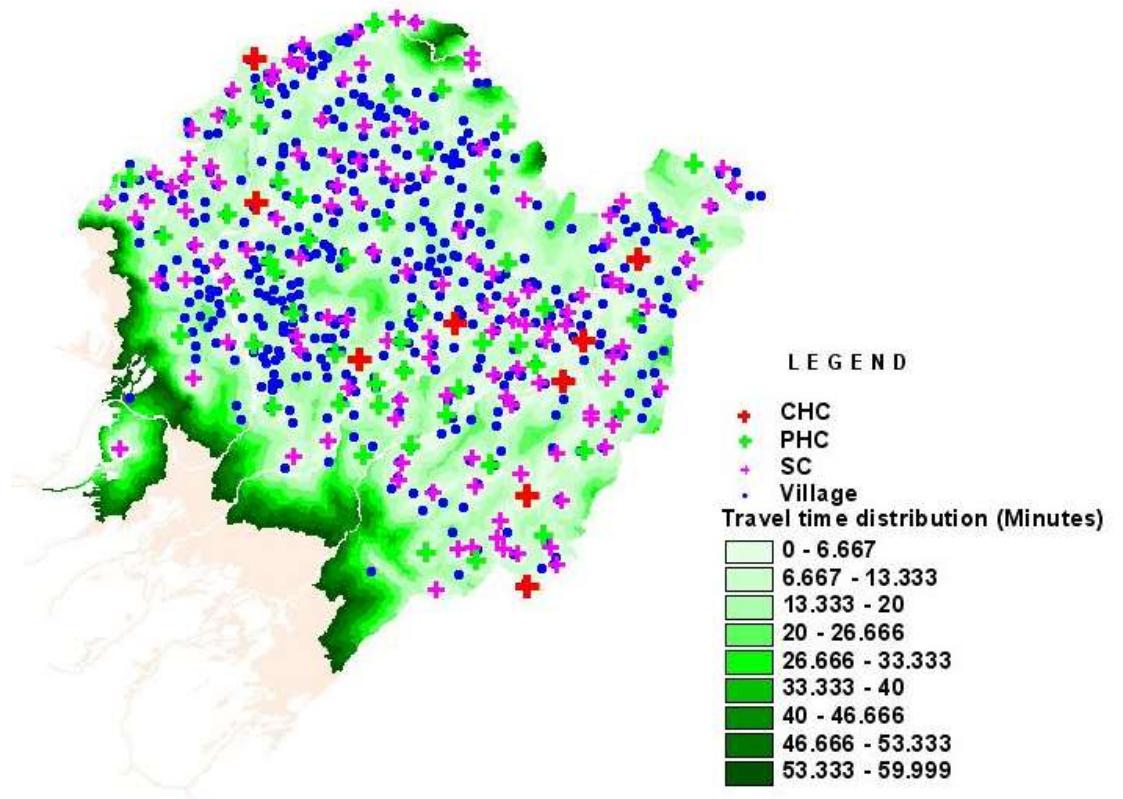 LEGEND
CHC
PHC
SC
Village
Travel time distribution (Minutes)
0 - 6.667
6.667 - 13.333
13.333 - 20
20 - 26.666
26.666 - 33.333
33.333 - 40
40 - 46.666
46.666 - 53.333
53.333 - 59.999